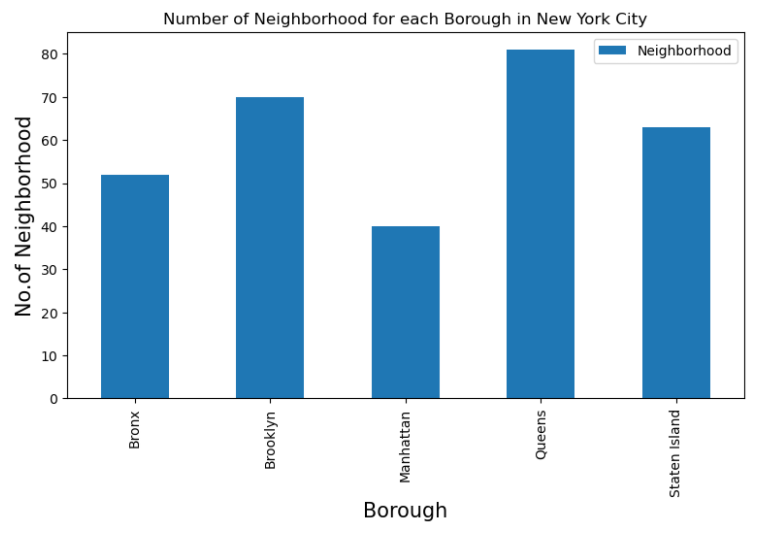 Number of Neighborhood for each Borough in New York City
Neighborhood
80
70
60
50
40
30
20
10
0
No.of Neighborhood
Bronx
Brooklyn
Manhattan
Queens
Staten Island
Borough